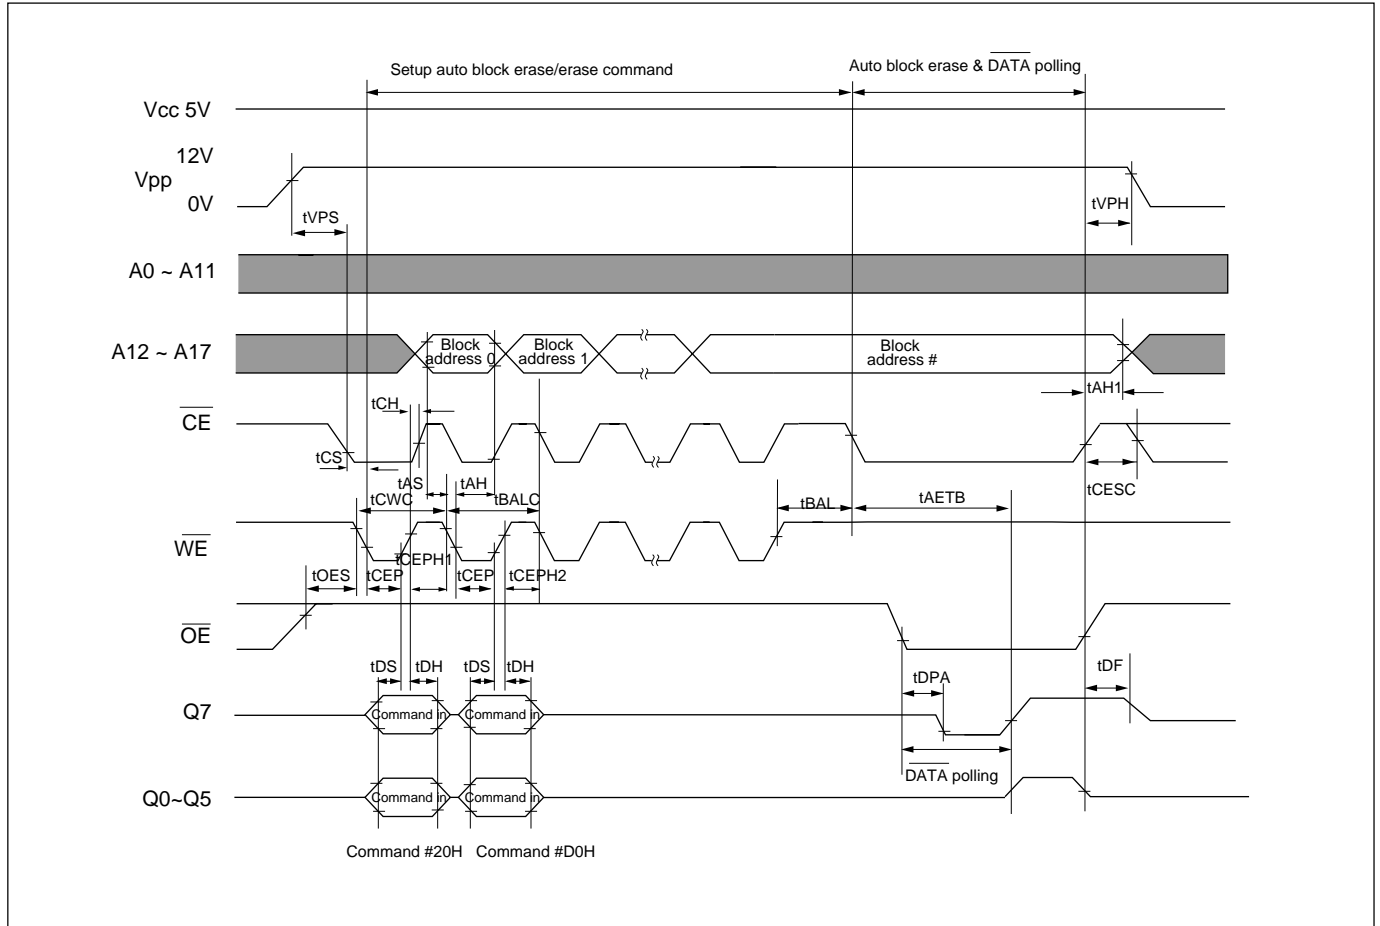 Setup auto block erase/erase command
Auto block erase & DATA polling
Vcc 5V
12V
Vpp
0V
tVPS
tVPH
A0 ~ A11
A12 ~ A17
Block
address 0
Block
address 1
Block
address #
tAH1
tCH
CE
tCS
tAS
tAH
tCESC
tCWC
tBALC
tBAL
tAETB
WE
tCEPH1
tOES
tCEP
tCEP
tCEPH2
OE
tDS
tDH
tDS
tDH
tDPA
tDF
Q7
Command in
Command in
DATA polling
Q0~Q5
Command in
Command in
Command #20H
Command #D0H